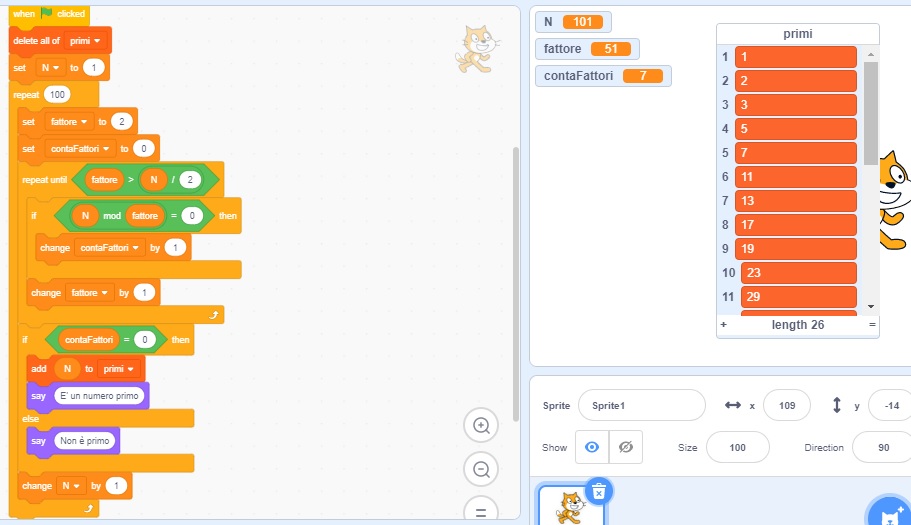 when clicked
delete all of primi
set N to 1
repeat 100
set fattore to 2
set contaFattori to 0
repeat until fattore > N / 2
if N mod fattore = 0 then
change contaFattori by 1
change fattore by 1
if contaFattori = 0 then
add N to primi
say E' un numero primo
else
say Non é primo
change N by 1
N 101
fattore 51
contaFattori 7
primi
1 1
2 2
3 3
4 5
5 7
6 11
7 13
8 17
9 19
10 23
11 29
+ length 26 =
Sprite Sprite1 x 109 y -14
Show Size 100 Direction 90